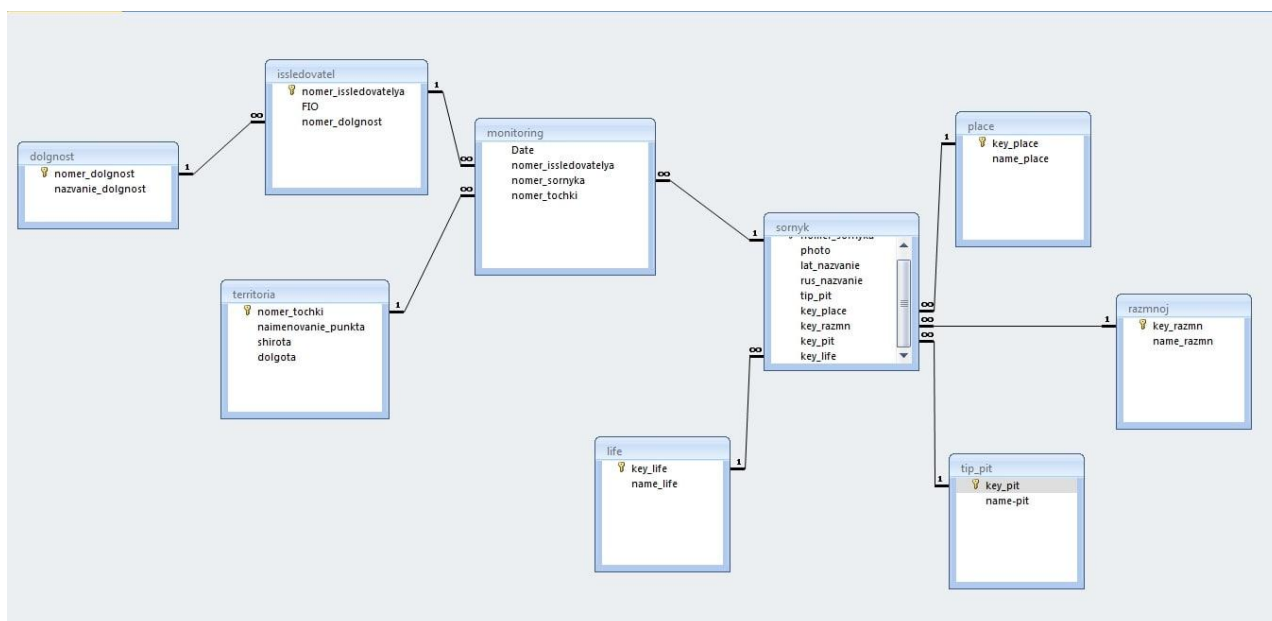 issledovatel
nomer_issledovatelya
FIO
nomer_dolgnost
dolgnost
nomer_dolgnost
nazvanie_dolgnost
monitoring
Date
nomer_issledovatelya
nomer_sornyka
nomer_tochki
territoria
nomer_tochki
naimenovanie_punkta
shirota
dolgota
sornyk
nomer_sornyka
photo
lat_nazvanie
rus_nazvanie
tip_pit
key_place
key_razmn
key_pit
key_life
place
key_place
name_place
razmnoj
key_razmn
name_razmn
life
key_life
name_life
tip_pit
key_pit
name-pit
1
∞
1
∞
∞
1
∞
1
1
∞
∞
∞
1
1
∞
1
1